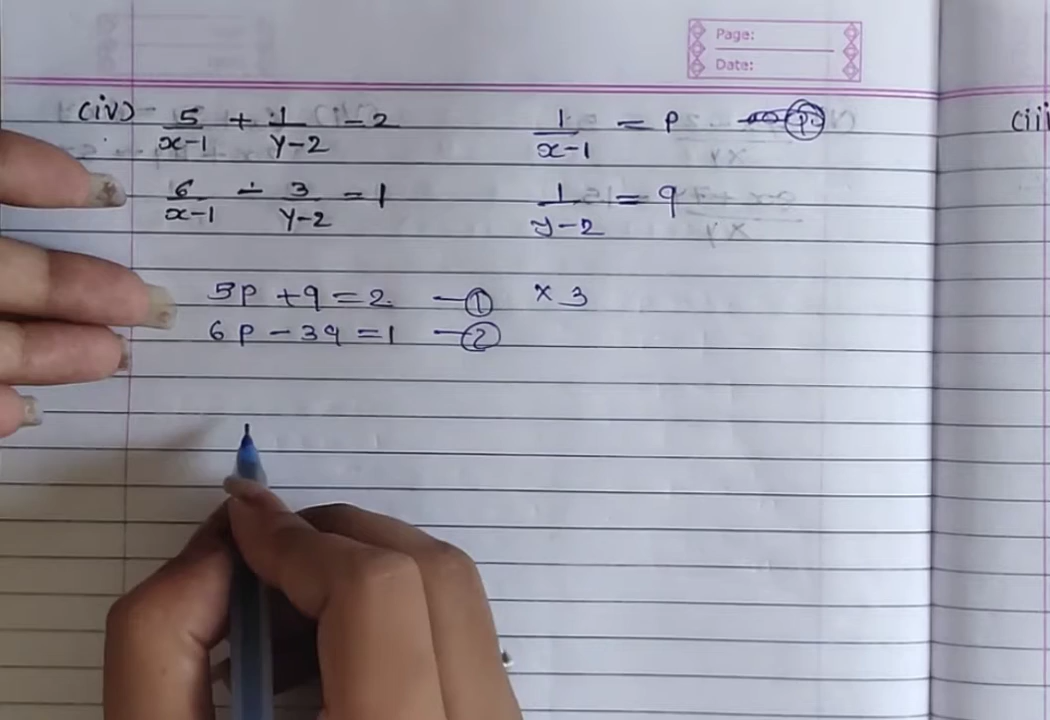 Page:
Date:
(iv) 5/x-1 + 1/y-2 = 2
1/x-1 = p
6/x-1 - 3/y-2 = 1
1/y-2 = q
5p + q = 2 — ① × 3
6p - 3q = 1 — ②
(iii